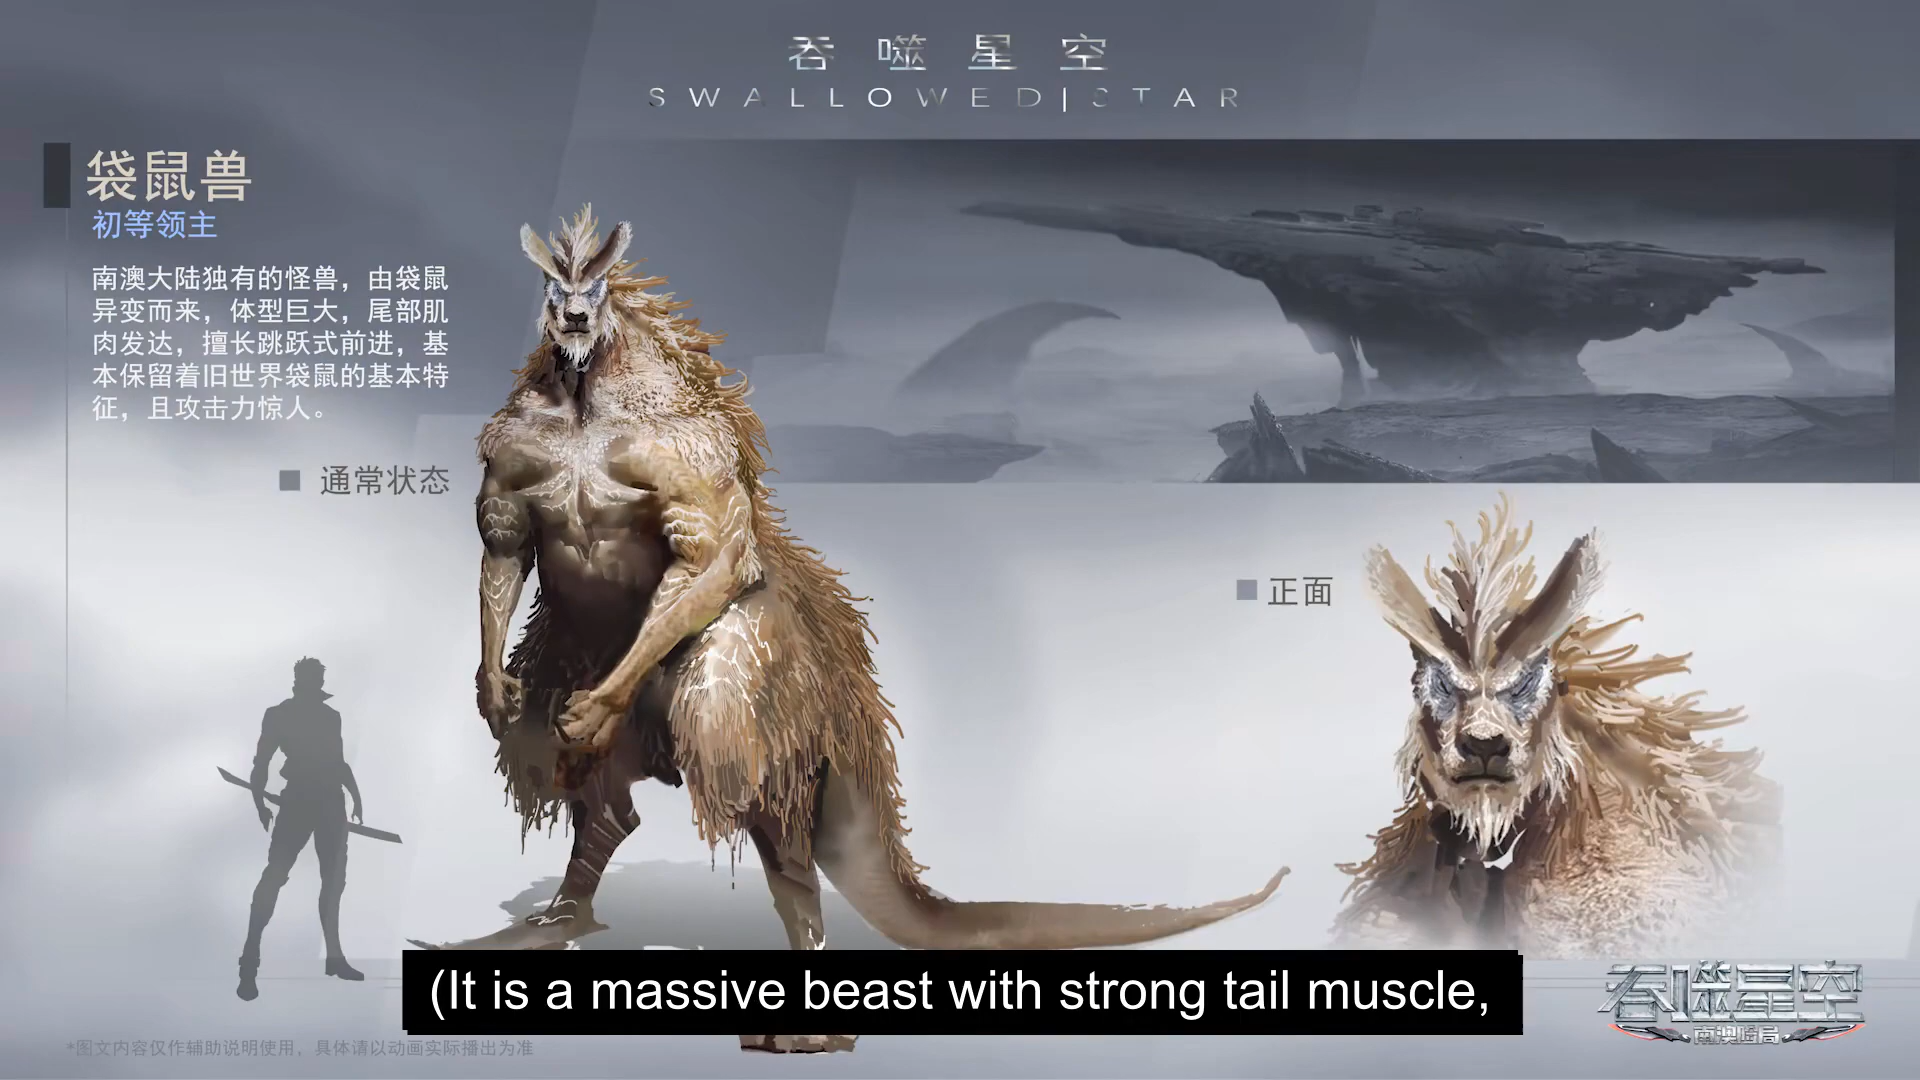 吞噬星空
SWALLOWED|STAR
袋鼠兽
初等领主
南澳大陆独有的怪兽，由袋鼠
异变而来，体型巨大，尾部肌
肉发达，擅长跳跃式前进，基
本保留着旧世界袋鼠的基本特
征，且攻击力惊人。
通常状态
正面
(It is a massive beast with strong tail muscle,
吞噬星空
南澳暗局
*图文内容仅作辅助说明使用，具体请以动画实际播出为准